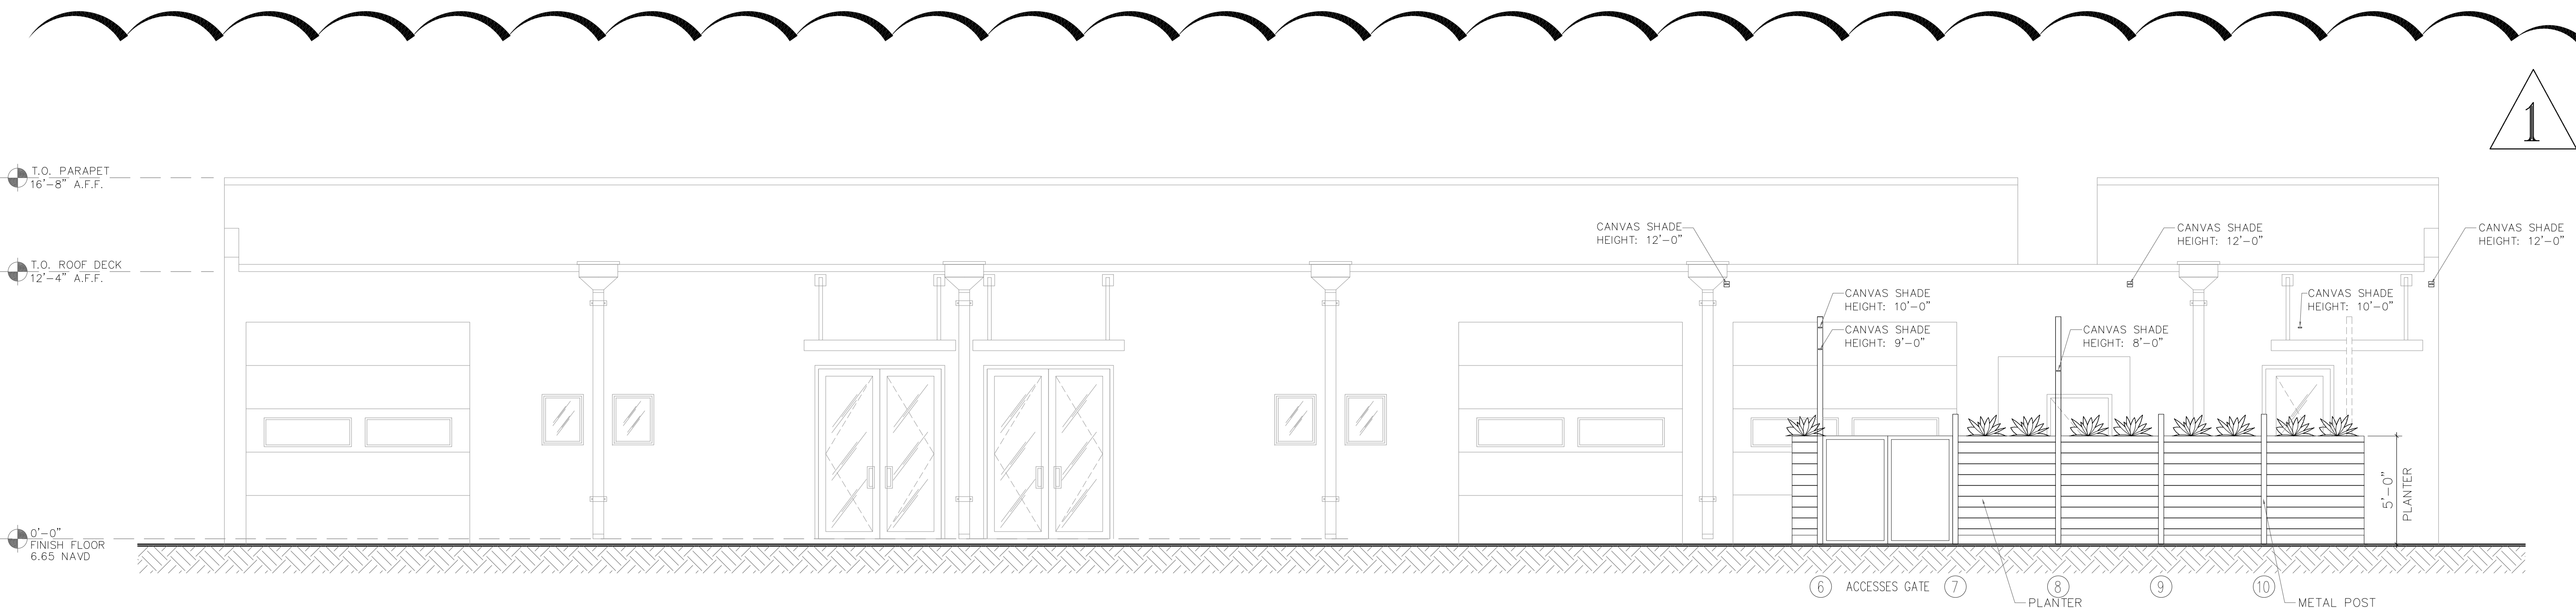 1
T.O. PARAPET
16'-8" A.F.F.
CANVAS SHADE
HEIGHT: 12'-0"
CANVAS SHADE
HEIGHT: 12'-0"
CANVAS SHADE
HEIGHT: 12'-0"
T.O. ROOF DECK
12'-4" A.F.F.
CANVAS SHADE
HEIGHT: 10'-0"
CANVAS SHADE
HEIGHT: 10'-0"
CANVAS SHADE
HEIGHT: 9'-0"
CANVAS SHADE
HEIGHT: 8'-0"
5'-0"
PLANTER
0'-0"
FINISH FLOOR
6.65 NAVD
6 ACCESSES GATE 7 8 9 10
PLANTER
METAL POST